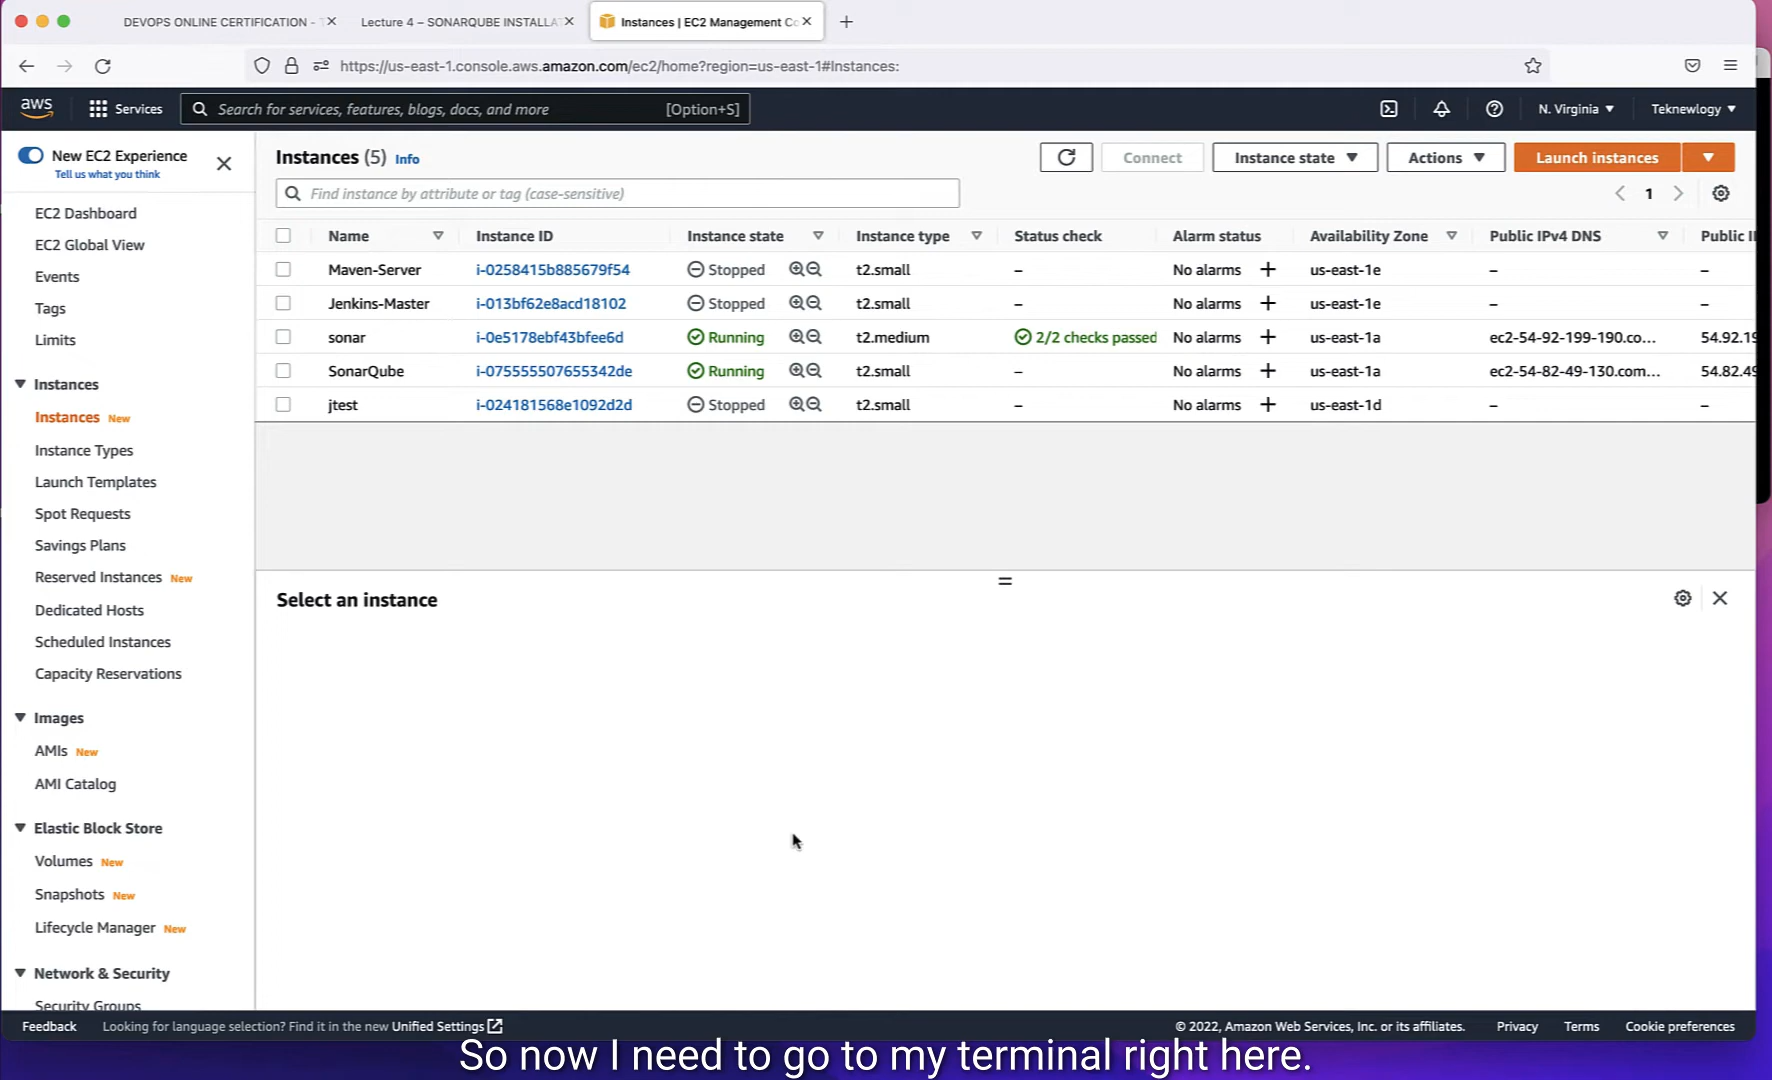 DEVOPS ONLINE CERTIFICATION -
Lecture 4 – SONARQUBE INSTALLA
Instances | EC2 Management Co
https://us-east-1.console.aws.amazon.com/ec2/home?region=us-east-1#Instances:
aws
Services
Search for services, features, blogs, docs, and more
[Option+S]
N. Virginia
Teknewlogy
New EC2 Experience
Tell us what you think
EC2 Dashboard
EC2 Global View
Events
Tags
Limits
Instances
Instances New
Instance Types
Launch Templates
Spot Requests
Savings Plans
Reserved Instances New
Dedicated Hosts
Scheduled Instances
Capacity Reservations
Images
AMIs New
AMI Catalog
Elastic Block Store
Volumes New
Snapshots New
Lifecycle Manager New
Network & Security
Security Groups
Instances (5) Info
Connect
Instance state
Actions
Launch instances
Find instance by attribute or tag (case-sensitive)
1
Name Instance ID Instance state Instance type Status check Alarm status Availability Zone Public IPv4 DNS Public I
Maven-Server i-0258415b885679f54 Stopped t2.small – No alarms + us-east-1e – –
Jenkins-Master i-013bf62e8acd18102 Stopped t2.small – No alarms + us-east-1e – –
sonar i-0e5178ebf43bfee6d Running t2.medium 2/2 checks passed No alarms + us-east-1a ec2-54-92-199-190.co... 54.92.19
SonarQube i-075555507655342de Running t2.small – No alarms + us-east-1a ec2-54-82-49-130.com... 54.82.49
jtest i-024181568e1092d2d Stopped t2.small – No alarms + us-east-1d – –
Select an instance
Feedback
Looking for language selection? Find it in the new Unified Settings
© 2022, Amazon Web Services, Inc. or its affiliates.
Privacy
Terms
Cookie preferences
So now I need to go to my terminal right here.